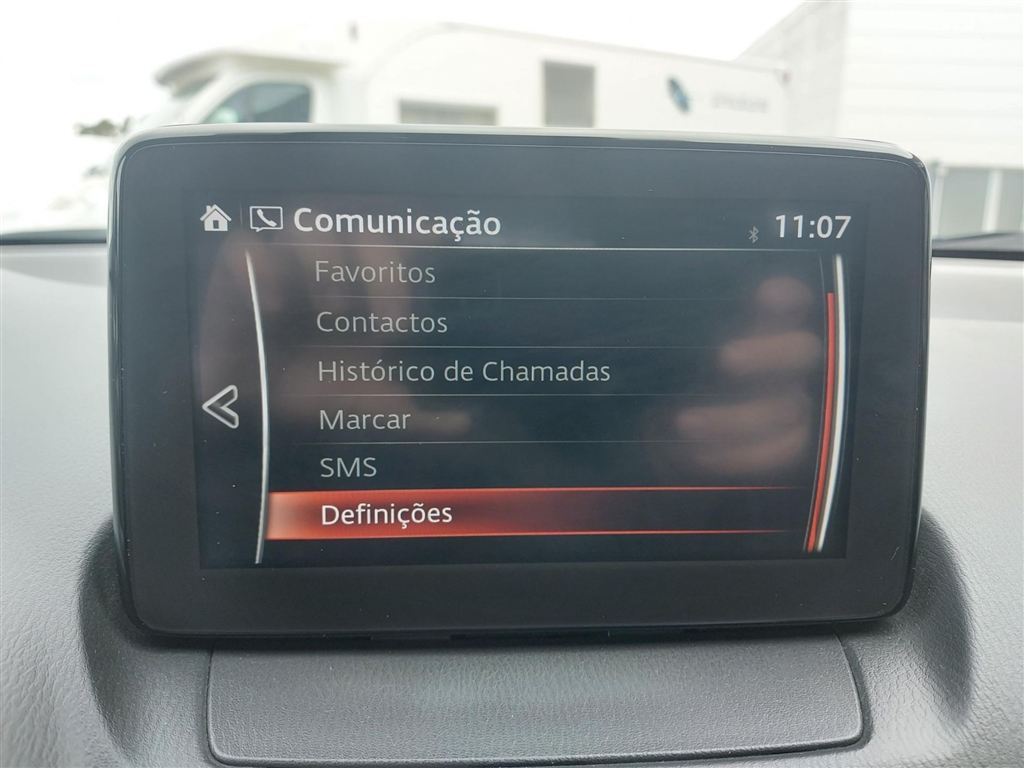 Comunicação
11:07
Favoritos
Contactos
Histórico de Chamadas
Marcar
SMS
Definições